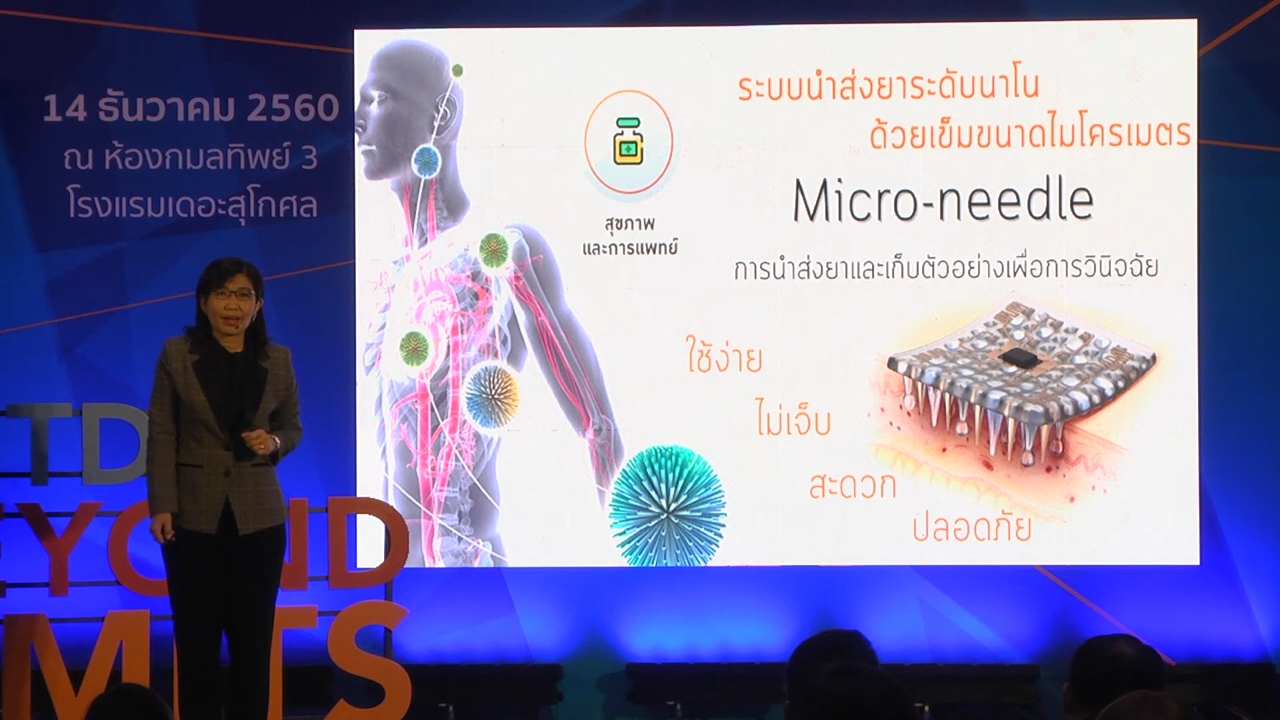 14 ธันวาคม 2560
ณ ห้องกมลทิพย์ 3
โรงแรมเดอะสุโกศล
ระบบนำส่งยาระดับนาโน
ด้วยเข็มขนาดไมโครเมตร
Micro-needle
การนำส่งยาและเก็บตัวอย่างเพื่อการวินิจฉัย
สุขภาพ
และการแพทย์
ใช้ง่าย
ไม่เจ็บ
สะดวก
ปลอดภัย
TD
EYOND
MITS